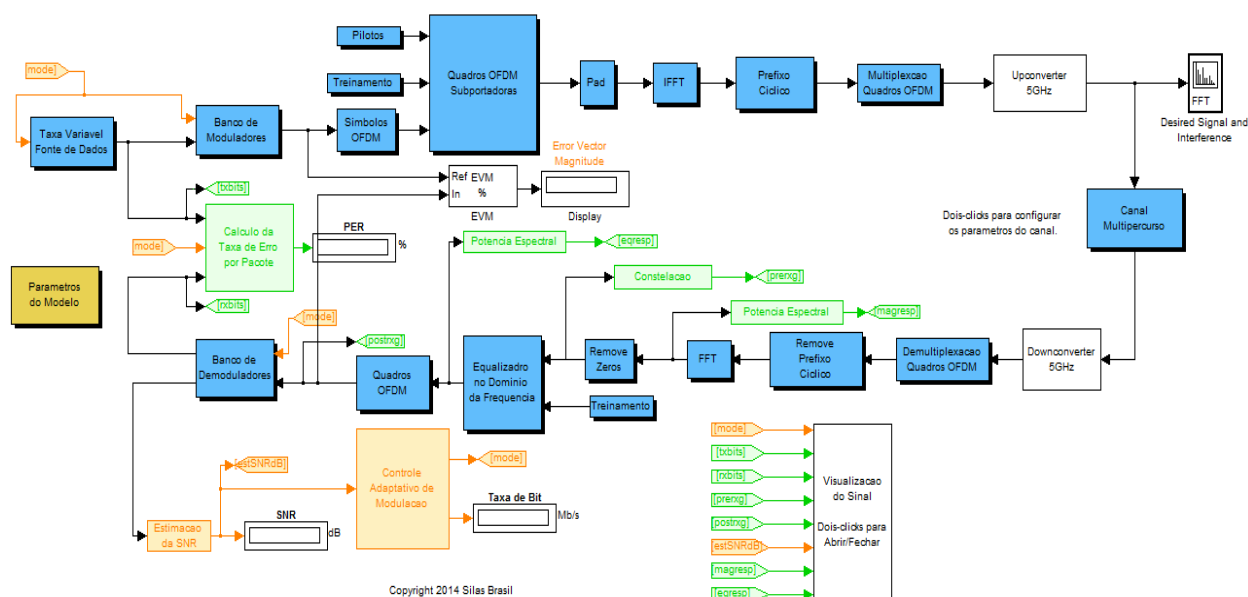 Pilotos
mode]
Treinamento
Quadros OFDM
Subportadoras
Pad
IFFT
Prefixo
Ciclico
Multiplexcao
Quadros OFDM
Upconverter
5GHz
FFT
Desired Signal and
Interference
Taxa Variavel
Fonte de Dados
Banco de
Moduladores
Simbolos
OFDM
Error Vector
Magnitude
Ref
In
EVM
%
EVM
Display
[txbits]
Calculo da
Taxa de Erro
por Pacote
mode]
PER
%
[rxbits]
Parametros
do Modelo
Potencia Espectral
[eqresp]
Constelacao
[prerxg]
Potencia Espectral
[magresp]
Dois-clicks para configurar
os parametros do canal.
Canal
Multipercurso
[mode]
[postrxg]
Banco de
Demoduladores
Quadros
OFDM
Equalizadro
no Dominio
da Frequencia
Remove
Zeros
FFT
Remove
Prefixo
Ciclico
Demultiplexacao
Quadros OFDM
Downconverter
5GHz
Treinamento
[estSNRdB]
Controle
Adaptativo de
Modulacao
[mode]
Taxa de Bit
Mb/s
Estimacao
da SNR
SNR
dB
[mode]
[txbits]
[rxbits]
[prerxg]
[postrxg]
[estSNRdB]
[magresp]
[eqresp]
Visualizacao
do Sinal
Dois-clicks para
Abrir/Fechar
Copyright 2014 Silas Brasil